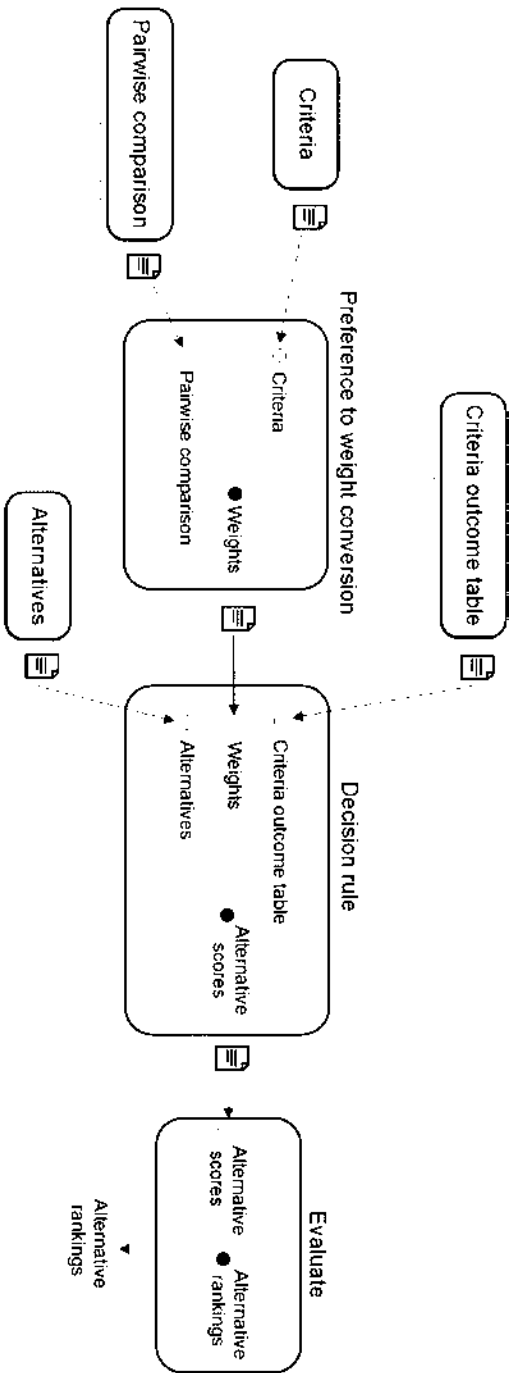 Criteria
Pairwise comparison
Preference to weight conversion
Criteria
Weights
Pairwise comparison
Criteria outcome table
Alternatives
Decision rule
Criteria outcome table
Weights
Alternatives
Alternative
scores
Evaluate
Alternative
scores
Alternative
rankings
Alternative
rankings